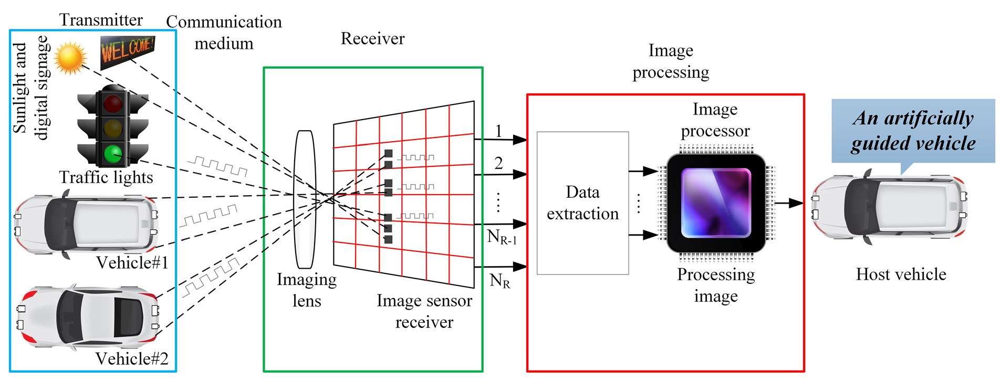 Transmitter
Communication
medium
Receiver
Image
processing
Sunlight and
digital signage
WELCOME!
Traffic lights
Vehicle#1
Vehicle#2
Imaging
lens
Image sensor
receiver
1
2
N_R-1
N_R
Data
extraction
Image
processor
Processing
image
An artificially
guided vehicle
Host vehicle